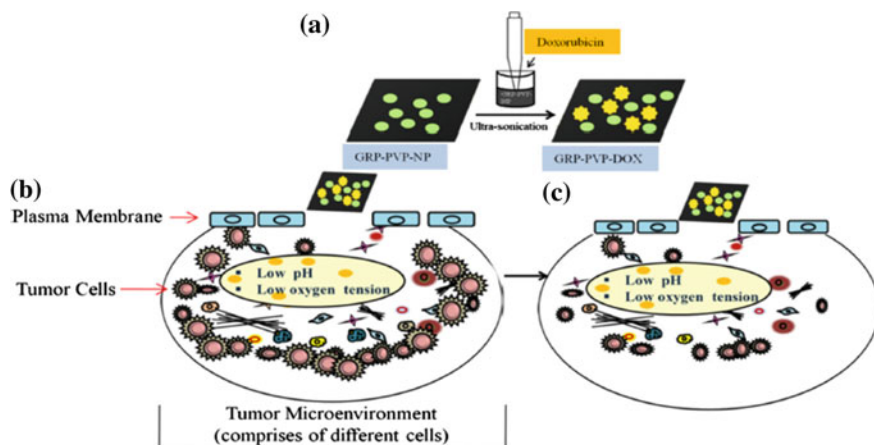 (a)
Doxorubicin
Ultra-sonication
GRP-PVP-NP
GRP-PVP-DOX
(b)
(c)
Plasma Membrane
Tumor Cells
Low pH
Low oxygen tension
Low pH
Low oxygen tension
Tumor Microenvironment
(comprises of different cells)